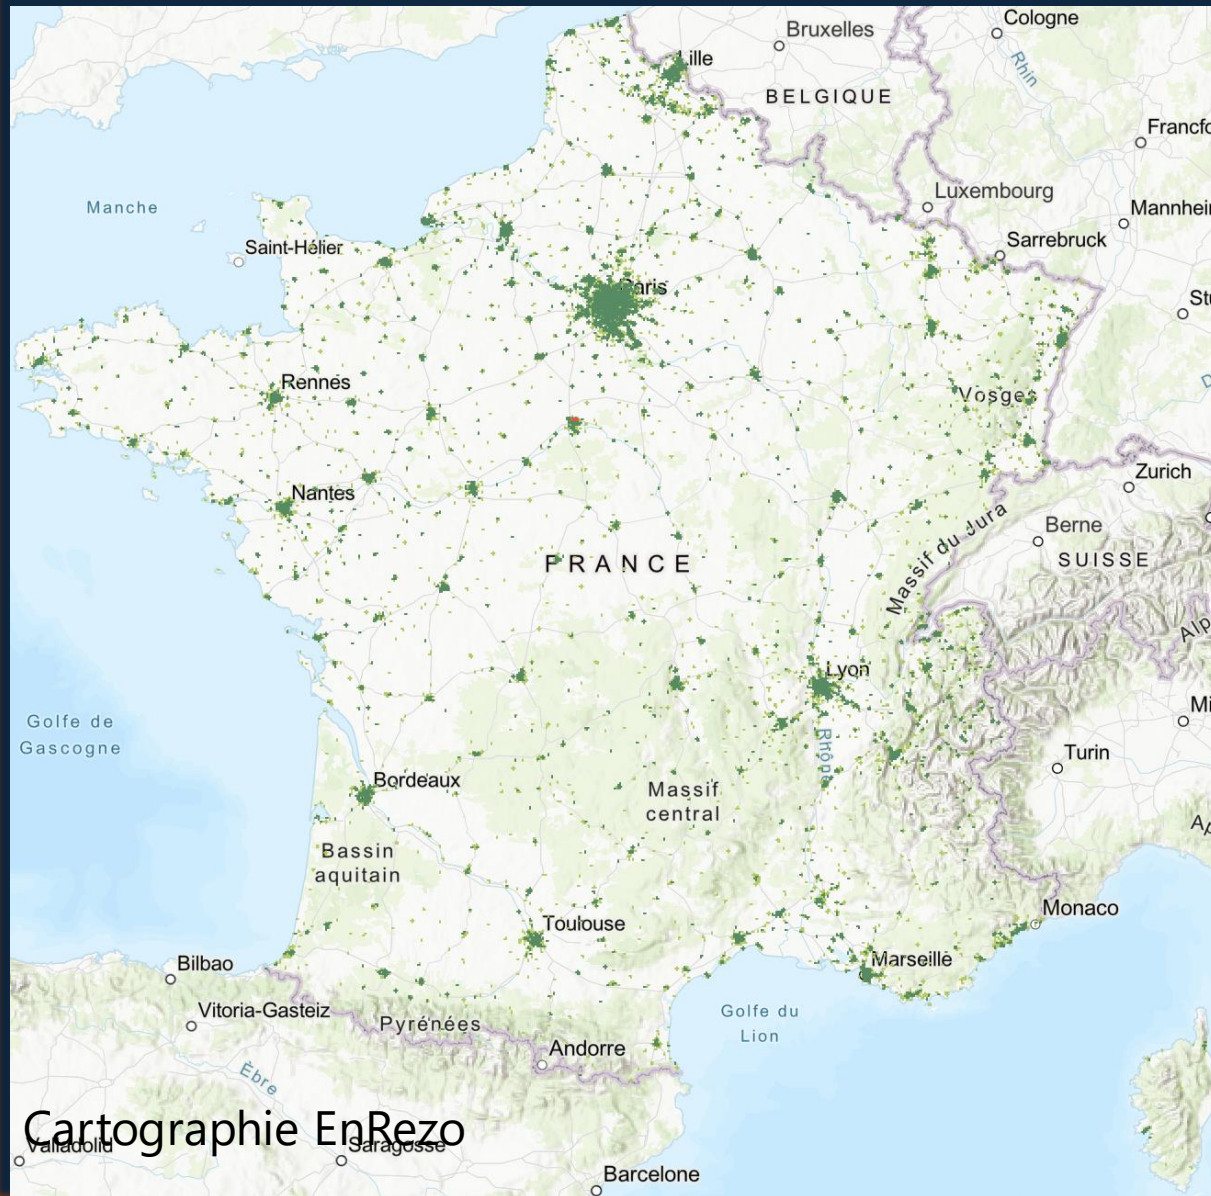 Cologne
Bruxelles
Rhin
Lille
BELGIQUE
Francfo
Luxembourg
Mannhei
Manche
Saint-Hélier
Sarrebruck
Paris
Stu
Rennes
Vosges
Zurich
Nantes
Berne
FRANCE
SUISSE
Massif du Jura
Alp
Lyon
Golfe de
Gascogne
Mi
Rhône
Turin
Bordeaux
Massif
central
Ap
Bassin
aquitain
Monaco
Toulouse
Marseille
Bilbao
Vitoria-Gasteiz
Pyrénées
Golfe du
Lion
Andorre
Èbre
Cartographie EnRezo
Valladolid
Saragosse
Barcelone